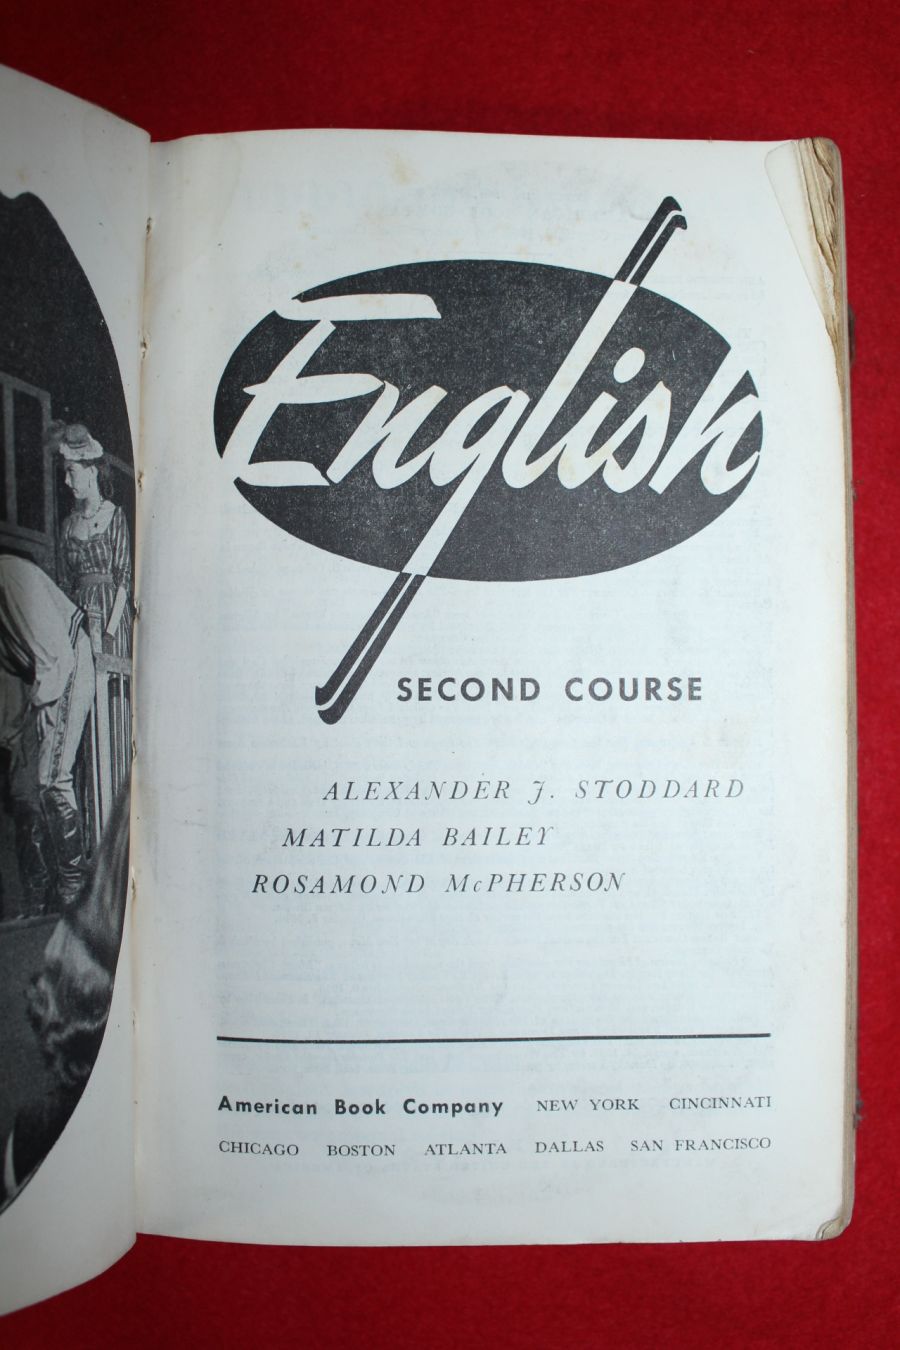 English
SECOND COURSE
ALEXANDER J. STODDARD
MATILDA BAILEY
ROSAMOND McPHERSON
American Book Company NEW YORK CINCINNATI
CHICAGO BOSTON ATLANTA DALLAS SAN FRANCISCO